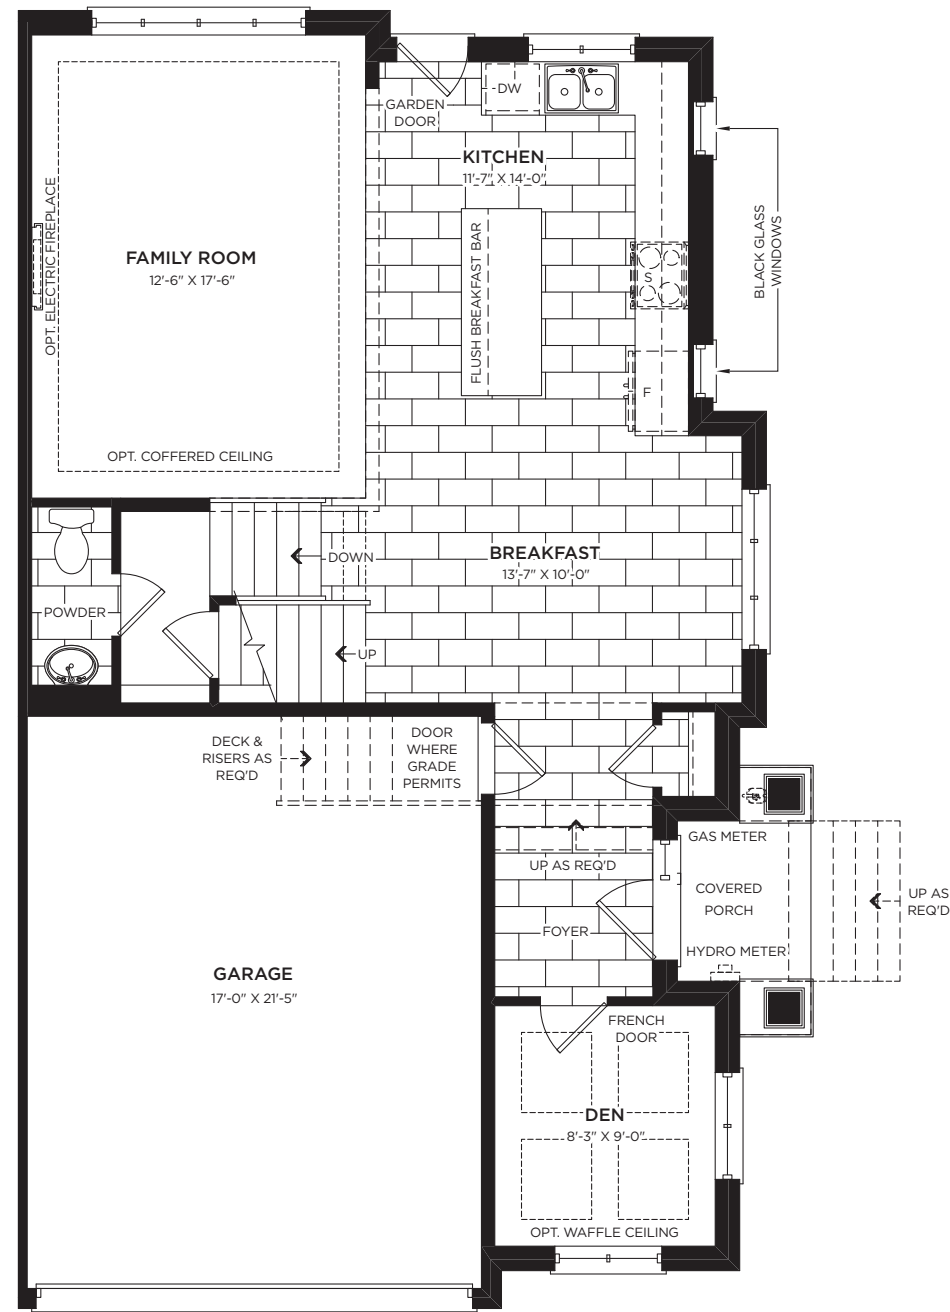 GARDEN
DOOR
-DW
KITCHEN
11'-7" X 14'-0"
OPT. ELECTRIC FIREPLACE
FAMILY ROOM
12'-6" X 17'-6"
FLUSH BREAKFAST BAR
S
F
BLACK GLASS
WINDOWS
OPT. COFFERED CEILING
DOWN
BREAKFAST
13'-7" X 10'-0"
POWDER
UP
DECK &
RISERS AS
REQ'D
DOOR
WHERE
GRADE
PERMITS
GAS METER
UP AS REQ'D
COVERED
PORCH
UP AS
REQ'D
FOYER
HYDRO METER
GARAGE
17'-0" X 21'-5"
FRENCH
DOOR
DEN
8'-3" X 9'-0"
OPT. WAFFLE CEILING